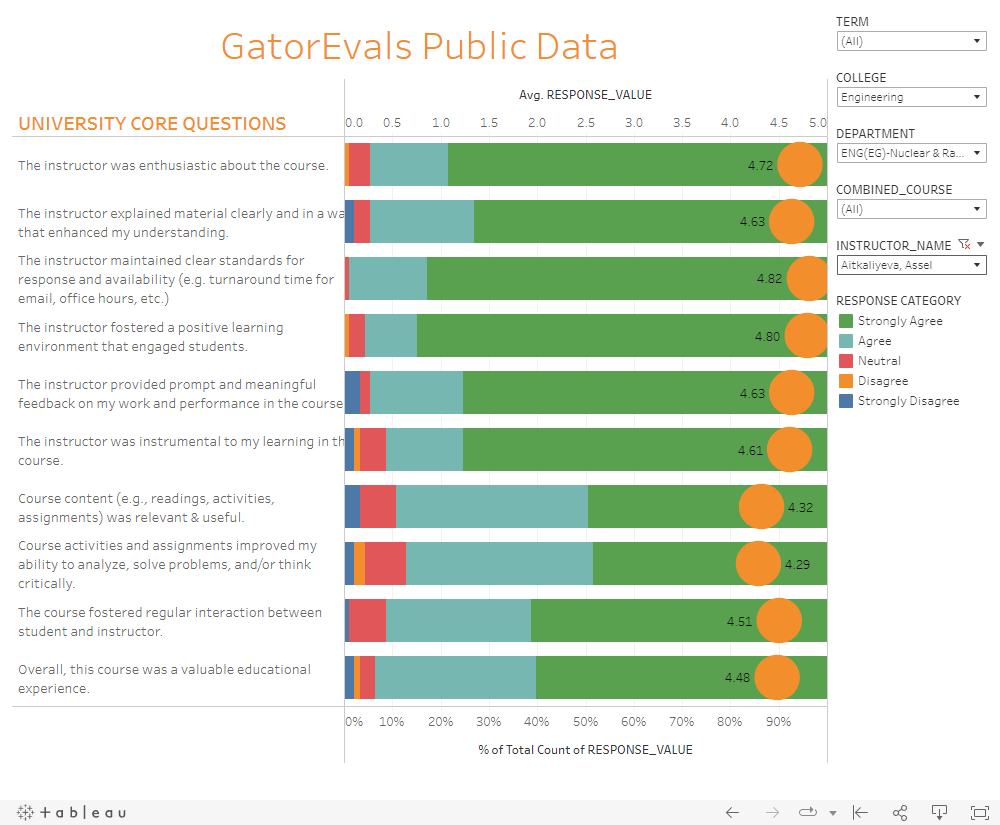 GatorEvals Public Data
TERM
(All)
COLLEGE
Engineering
DEPARTMENT
ENG(EG)-Nuclear & Ra...
COMBINED_COURSE
(All)
INSTRUCTOR_NAME
Aitkaliyeva, Assel
RESPONSE CATEGORY
Strongly Agree
Agree
Neutral
Disagree
Strongly Disagree
Avg. RESPONSE_VALUE
UNIVERSITY CORE QUESTIONS
0.0 0.5 1.0 1.5 2.0 2.5 3.0 3.5 4.0 4.5 5.0
The instructor was enthusiastic about the course.
4.72
The instructor explained material clearly and in a wa
that enhanced my understanding.
4.63
The instructor maintained clear standards for
response and availability (e.g. turnaround time for
email, office hours, etc.)
4.82
The instructor fostered a positive learning
environment that engaged students.
4.80
The instructor provided prompt and meaningful
feedback on my work and performance in the course
4.63
The instructor was instrumental to my learning in th
course.
4.61
Course content (e.g., readings, activities,
assignments) was relevant & useful.
4.32
Course activities and assignments improved my
ability to analyze, solve problems, and/or think
critically.
4.29
The course fostered regular interaction between
student and instructor.
4.51
Overall, this course was a valuable educational
experience.
4.48
0% 10% 20% 30% 40% 50% 60% 70% 80% 90%
% of Total Count of RESPONSE_VALUE
tableau